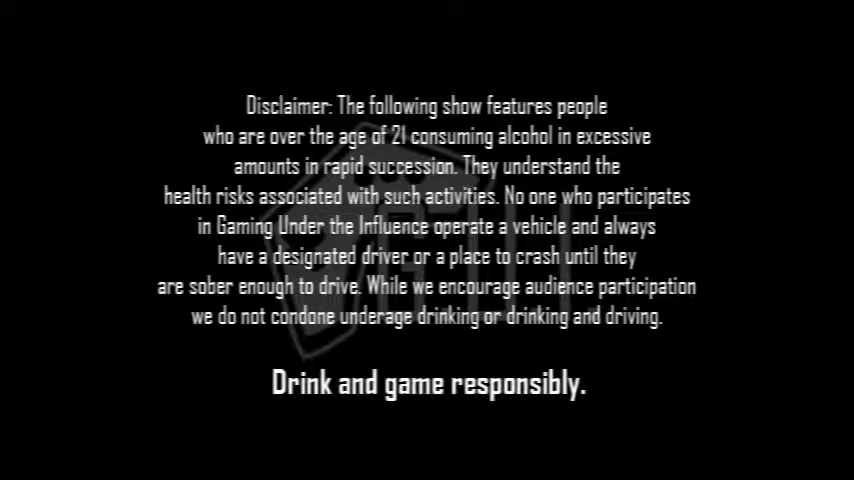 Disclaimer: The following show features people
who are over the age of 21 consuming alcohol in excessive
amounts in rapid succession. They understand the
health risks associated with such activities. No one who participates
in Gaming Under the Influence operate a vehicle and always
have a designated driver or a place to crash until they
are sober enough to drive. While we encourage audience participation
we do not condone underage drinking or drinking and driving.
Drink and game responsibly.